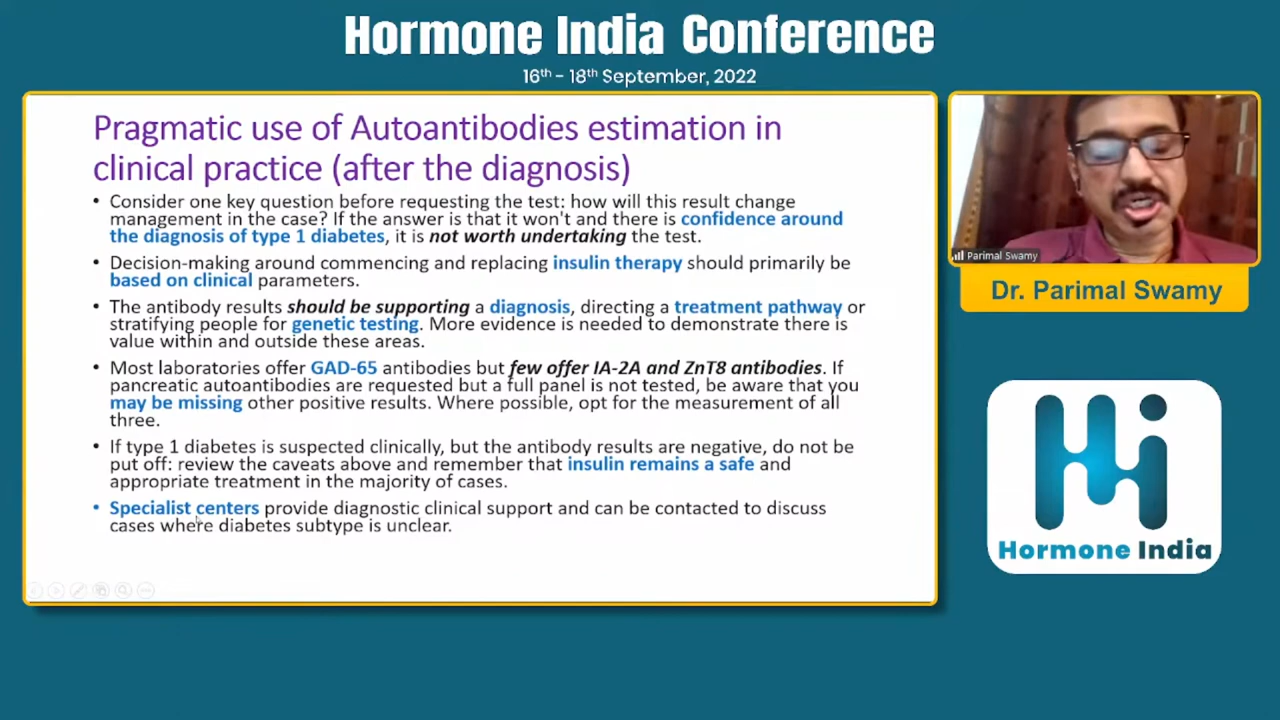 Hormone India Conference
16th - 18th September, 2022
Pragmatic use of Autoantibodies estimation in
clinical practice (after the diagnosis)
• Consider one key question before requesting the test: how will this result change
management in the case? If the answer is that it won't and there is confidence around
the diagnosis of type 1 diabetes, it is not worth undertaking the test.
• Decision-making around commencing and replacing insulin therapy should primarily be
based on clinical parameters.
• The antibody results should be supporting a diagnosis, directing a treatment pathway or
stratifying people for genetic testing. More evidence is needed to demonstrate there is
value within and outside these areas.
• Most laboratories offer GAD-65 antibodies but few offer IA-2A and ZnT8 antibodies. If
pancreatic autoantibodies are requested but a full panel is not tested, be aware that you
may be missing other positive results. Where possible, opt for the measurement of all
three.
• If type 1 diabetes is suspected clinically, but the antibody results are negative, do not be
put off: review the caveats above and remember that insulin remains a safe and
appropriate treatment in the majority of cases.
• Specialist centers provide diagnostic clinical support and can be contacted to discuss
cases where diabetes subtype is unclear.
Parimal Swamy
Dr. Parimal Swamy
Hormone India